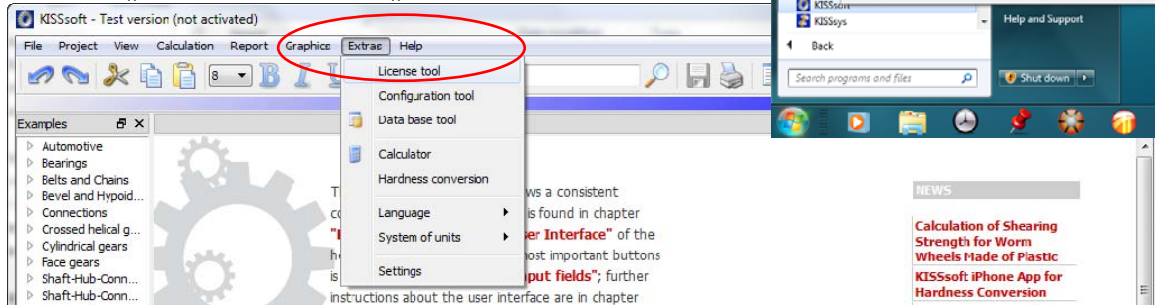 KISSsoft - Test version (not activated)
File Project View Calculation Report Graphics Extras Help
8 B I
License tool
Configuration tool
Data base tool
Calculator
Hardness conversion
Language
System of units
Settings
Examples
Automotive
Bearings
Belts and Chains
Bevel and Hypoid...
Connections
Crossed helical g...
Cylindrical gears
Face gears
Shaft-Hub-Conn...
Shaft-Hub-Conn...
a consistent
is found in chapter
Interface" of the
most important buttons
fields"; further
instructions about the user interface are in chapter
NEWS
Calculation of Shearing
Strength for Worm
Wheels Made of Plastic
KISSsoft iPhone App for
Hardness Conversion
KISSsoft
KISSsys
Back
Search programs and files
Help and Support
Shut down